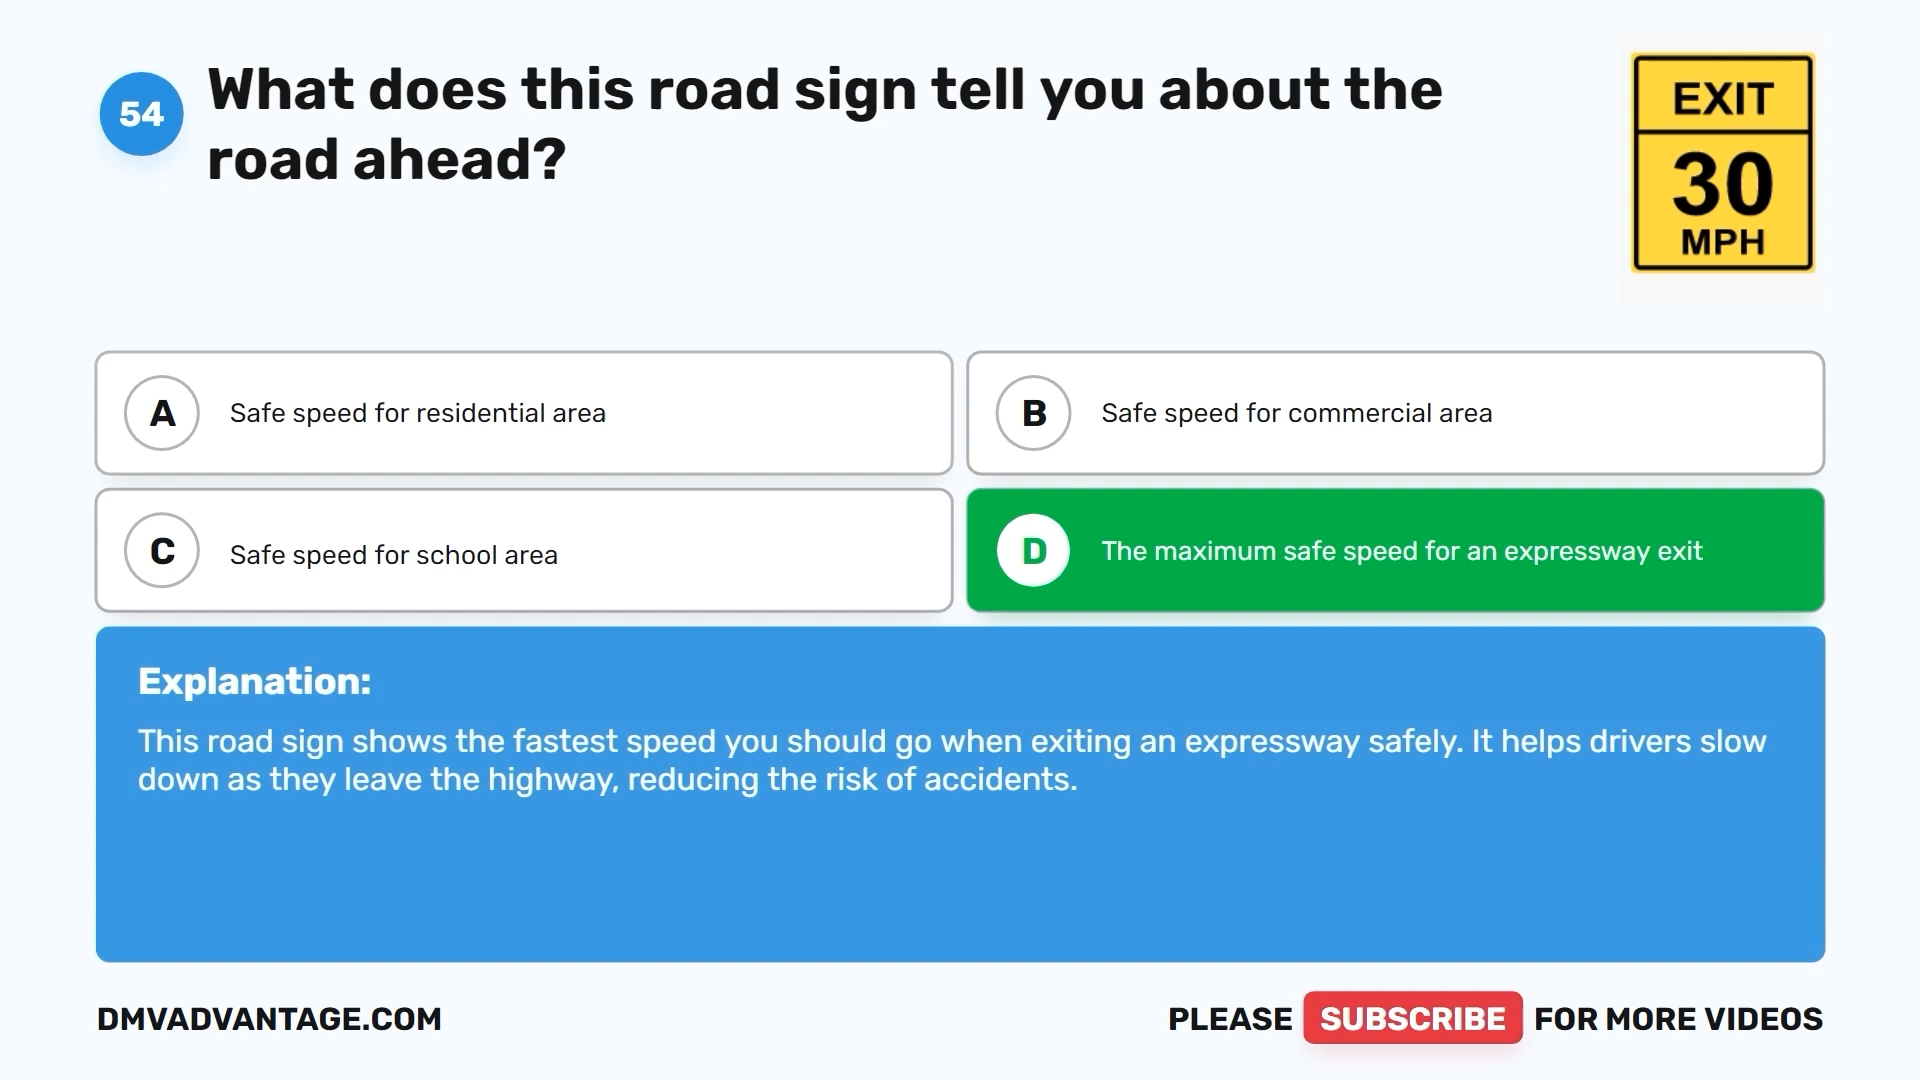 54
What does this road sign tell you about the
road ahead?
EXIT
30
MPH
A
Safe speed for residential area
B
Safe speed for commercial area
C
Safe speed for school area
D
The maximum safe speed for an expressway exit
Explanation:
This road sign shows the fastest speed you should go when exiting an expressway safely. It helps drivers slow
down as they leave the highway, reducing the risk of accidents.
DMVADVANTAGE.COM
PLEASE SUBSCRIBE FOR MORE VIDEOS